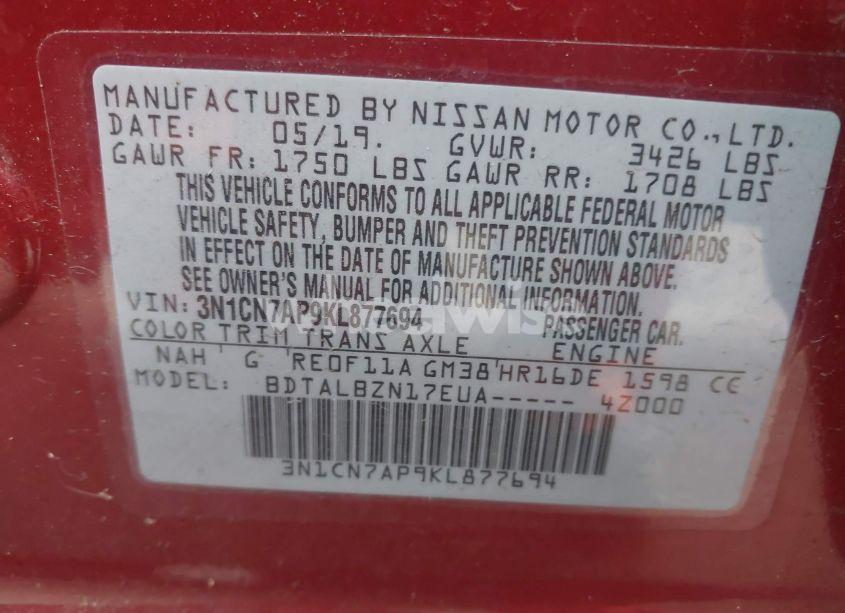 MANUFACTURED BY NISSAN MOTOR CO., LTD.
DATE: 05/19. GVWR: 3426 LBS
GAWR FR: 1750 LBS GAWR RR: 1708 LBS
THIS VEHICLE CONFORMS TO ALL APPLICABLE FEDERAL MOTOR
VEHICLE SAFETY, BUMPER AND THEFT PREVENTION STANDARDS
IN EFFECT ON THE DATE OF MANUFACTURE SHOWN ABOVE.
SEE OWNER'S MANUAL FOR ADDITIONAL INFORMATION.
VIN: 3N1CN7AP9KL877694 PASSENGER CAR.
COLOR TRIM TRANS AXLE ENGINE
NAH G RE0F11A GM38 HR16DE 1598 CC
MODEL: BDTALBZN17EUA----- 4Z000
3N1CN7AP9KL877694